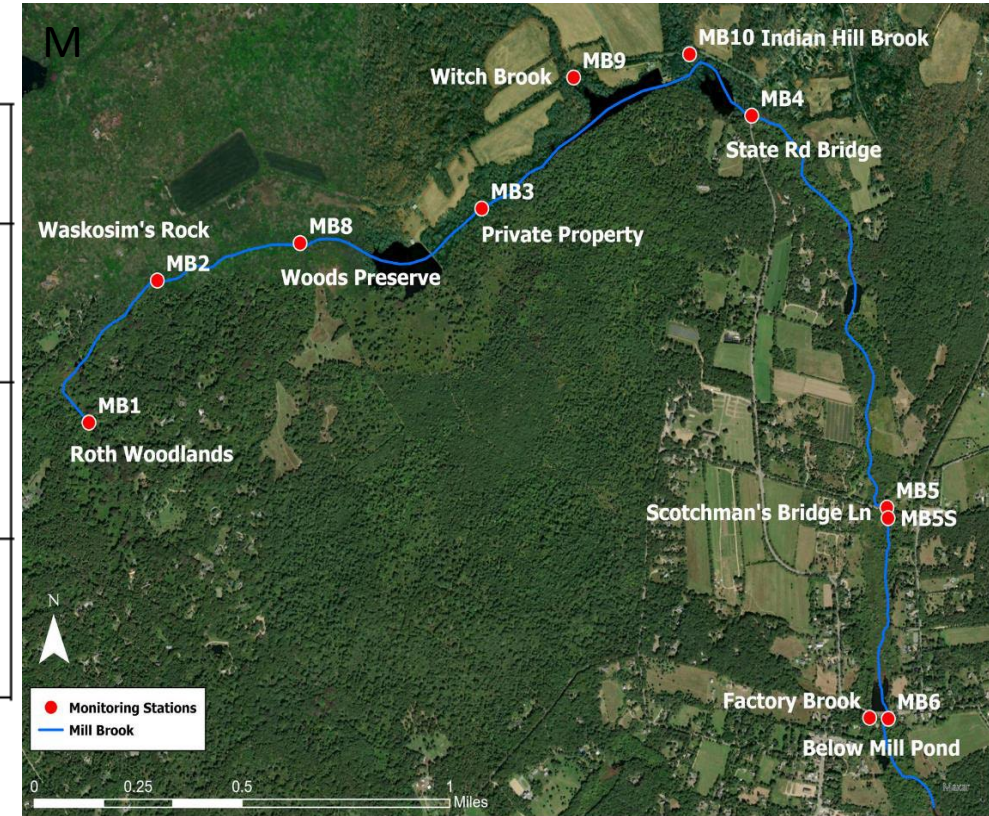 M
MB10 Indian Hill Brook
MB9
Witch Brook
MB4
State Rd Bridge
MB3
Private Property
Waskosim's Rock
MB8
MB2
Woods Preserve
MB1
Roth Woodlands
MB5
Scotchman's Bridge Ln
MB5S
N
Monitoring Stations
Mill Brook
Factory Brook
MB6
Below Mill Pond
0 0.25 0.5 1
Miles
Maxar